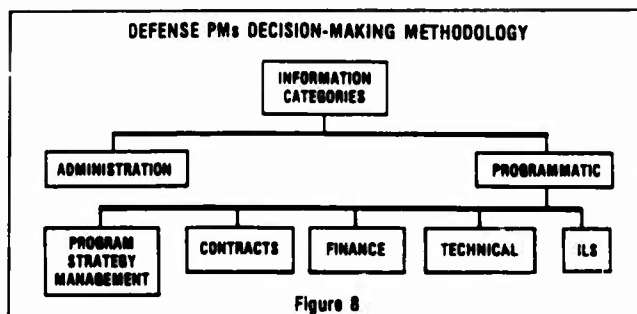 DEFENSE PMs DECISION-MAKING METHODOLOGY
INFORMATION
CATEGORIES
ADMINISTRATION
PROGRAMMATIC
PROGRAM
STRATEGY
MANAGEMENT
CONTRACTS
FINANCE
TECHNICAL
ILS
Figure 8